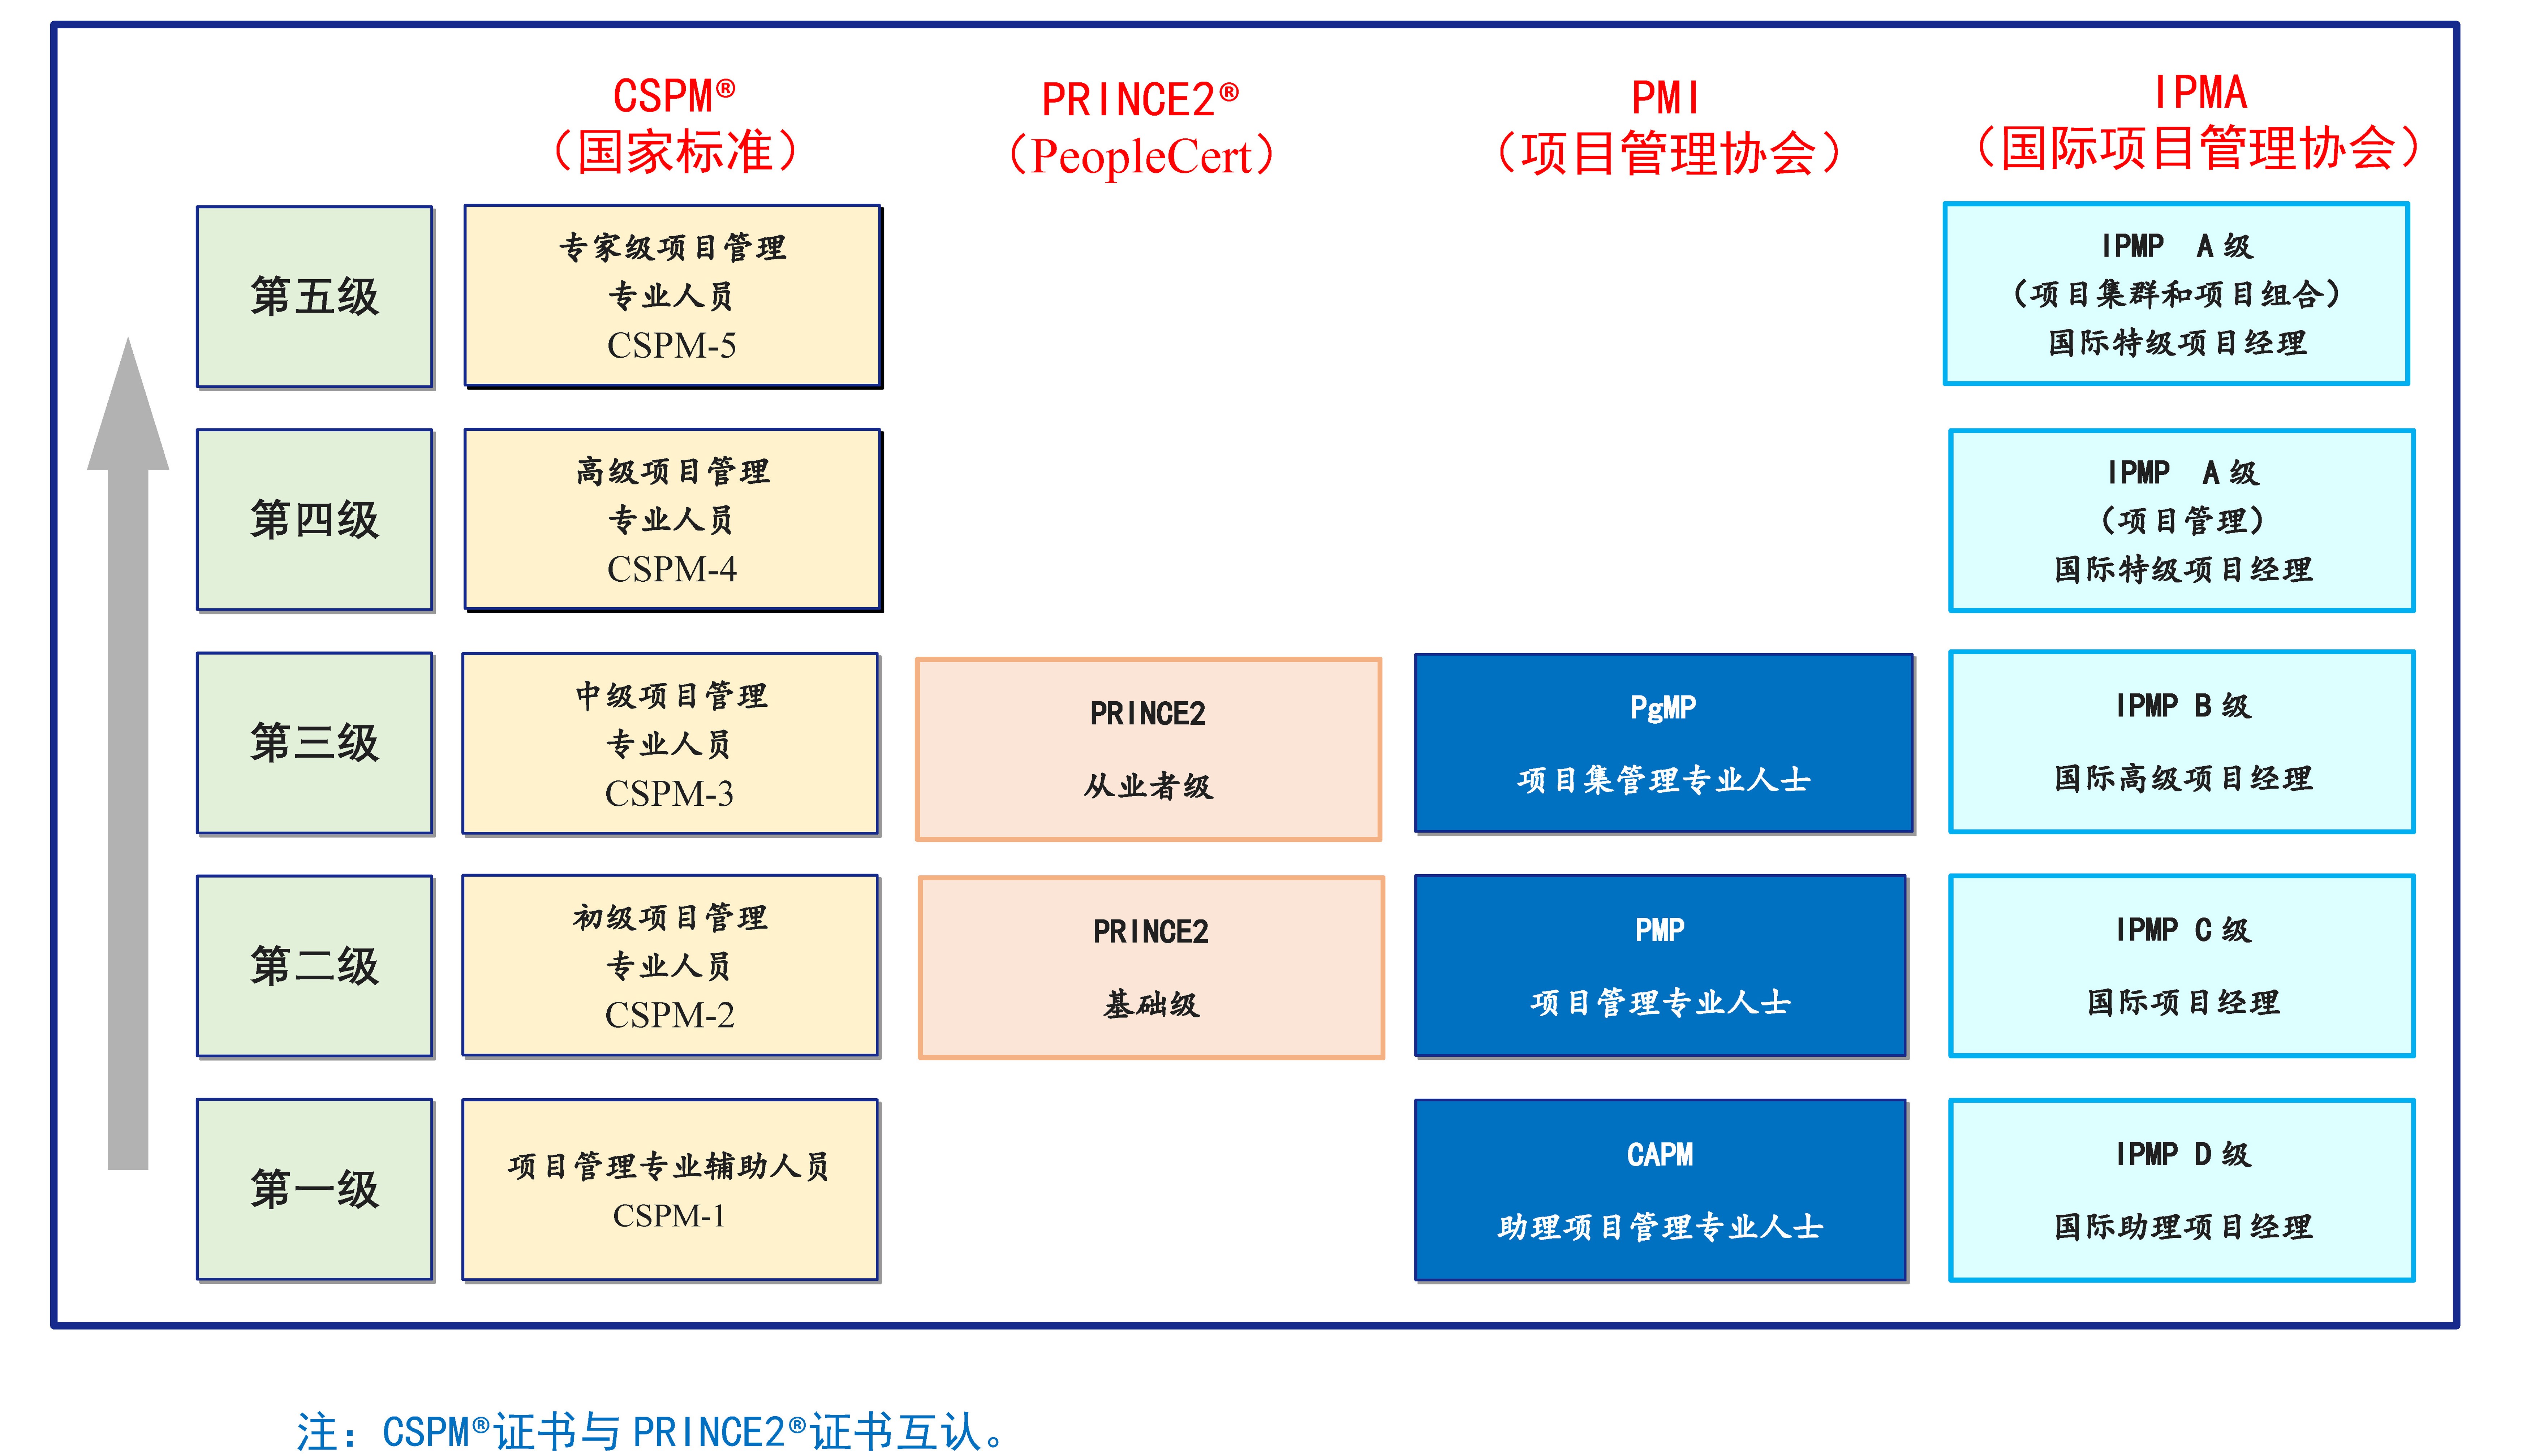 CSPM®
（国家标准）
PRINCE2®
（PeopleCert）
PMI
（项目管理协会）
IPMA
（国际项目管理协会）
第五级
专家级项目管理
专业人员
CSPM-5
IPMP A级
（项目集群和项目组合）
国际特级项目经理
第四级
高级项目管理
专业人员
CSPM-4
IPMP A级
（项目管理）
国际特级项目经理
第三级
中级项目管理
专业人员
CSPM-3
PRINCE2
从业者级
PgMP
项目集管理专业人士
IPMP B级
国际高级项目经理
第二级
初级项目管理
专业人员
CSPM-2
PRINCE2
基础级
PMP
项目管理专业人士
IPMP C级
国际项目经理
第一级
项目管理专业辅助人员
CSPM-1
CAPM
助理项目管理专业人士
IPMP D级
国际助理项目经理
注：CSPM®证书与PRINCE2®证书互认。